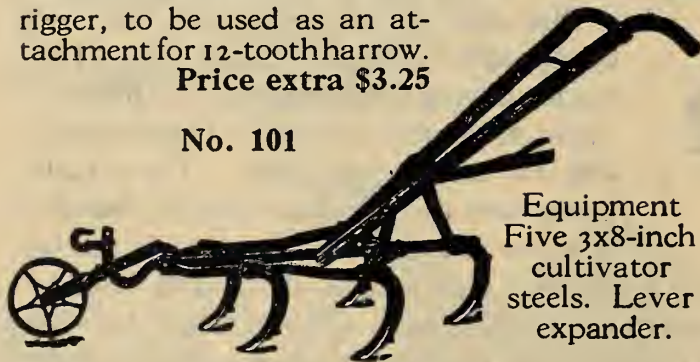 rigger, to be used as an at-
tachment for 12-tooth harrow.
Price extra $3.25
No. 101
Equipment
Five 3x8-inch
cultivator
steels. Lever
expander.